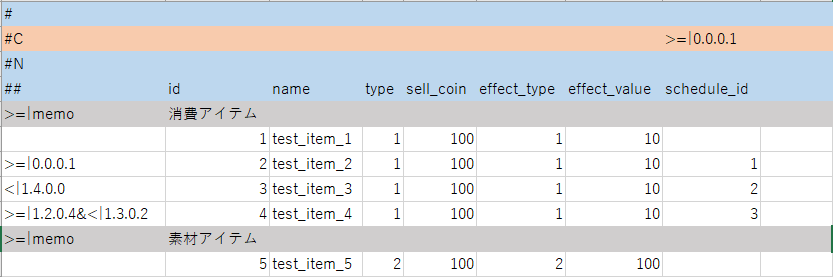 #
#C >=|0.0.0.1
#N
## id name type sell_coin effect_type effect_value schedule_id
>=|memo 消費アイテム
1 test_item_1 1 100 1 10
>=|0.0.0.1 2 test_item_2 1 100 1 10 1
<|1.4.0.0 3 test_item_3 1 100 1 10 2
>=|1.2.0.4&<|1.3.0.2 4 test_item_4 1 100 1 10 3
>=|memo 素材アイテム
5 test_item_5 2 100 2 100